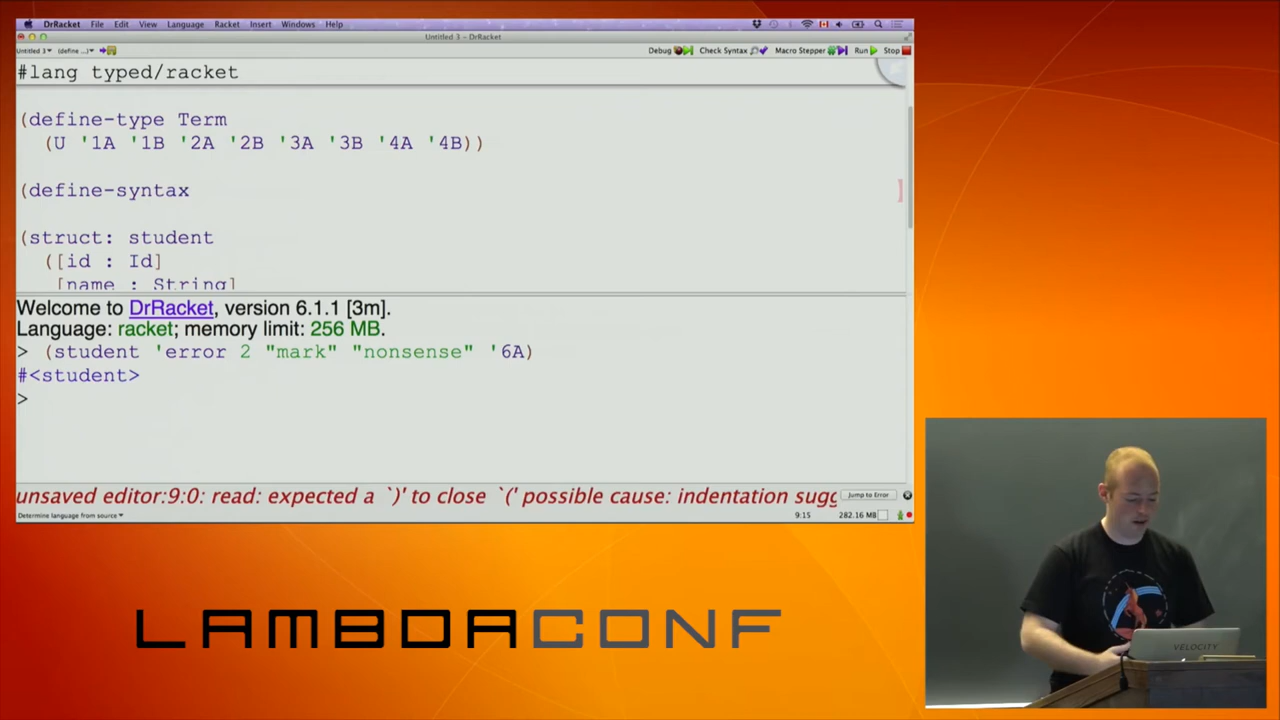 DrRacket File Edit View Language Racket Insert Windows Help
Untitled 3 – DrRacket
Untitled 3 (define ...) Debug Check Syntax Macro Stepper Run Stop
#lang typed/racket
(define-type Term
(U '1A '1B '2A '2B '3A '3B '4A '4B))
(define-syntax
(struct: student
([id : Id]
[name : String]
Welcome to DrRacket, version 6.1.1 [3m].
Language: racket; memory limit: 256 MB.
> (student 'error 2 "mark" "nonsense" '6A)
#<student>
>
unsaved editor:9:0: read: expected a `)' to close `(' possible cause: indentation sugg Jump to Error
Determine language from source 9:15 282.16 MB
LAMBDACONF
VELOCITY